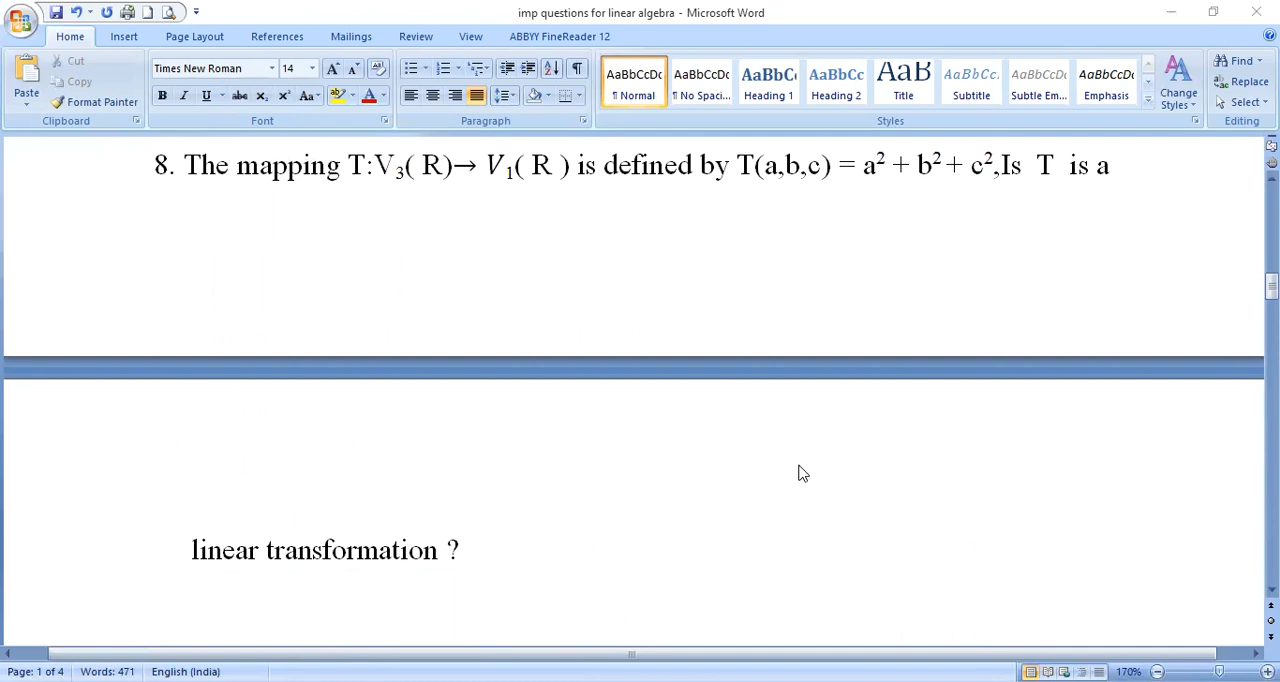 imp questions for linear algebra - Microsoft Word
Home Insert Page Layout References Mailings Review View ABBYY FineReader 12
Paste
Cut
Copy
Format Painter
Clipboard
Times New Roman 14
Font
Paragraph
AaBbCcDc AaBbCcDc AaBbC AaBbCc AaB AaBbCc. AaBbCcDc AaBbCcDc
¶ Normal ¶ No Spaci... Heading 1 Heading 2 Title Subtitle Subtle Em... Emphasis
Change Styles
Styles
Find
Replace
Select
Editing
8. The mapping T:V₃( R)→ V₁( R ) is defined by T(a,b,c) = a² + b² + c²,Is T is a
linear transformation ?
Page: 1 of 4 Words: 471 English (India) 170%